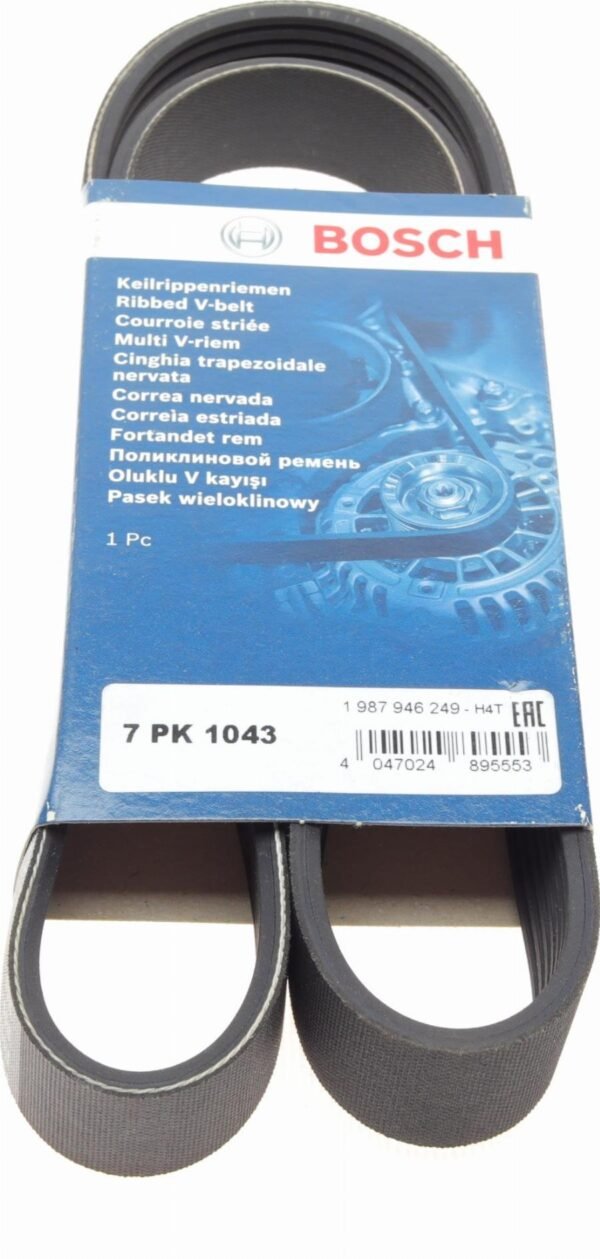 BOSCH
Keilrippenriemen
Ribbed V-belt
Courroie striée
Multi V-riem
Cinghia trapezoidale
nervata
Correa nervada
Correia estriada
Fortandet rem
Поликлиновой ремень
Oluklu V kayışı
Pasek wieloklinowy
1 Pc
7 PK 1043
1 987 946 249 - H4T EAC
4 047024 895553